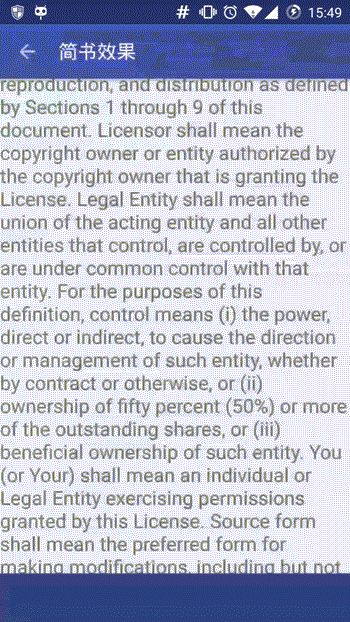 15:49
简书效果
reproduction, and distribution as defined
by Sections 1 through 9 of this
document. Licensor shall mean the
copyright owner or entity authorized by
the copyright owner that is granting the
License. Legal Entity shall mean the
union of the acting entity and all other
entities that control, are controlled by, or
are under common control with that
entity. For the purposes of this
definition, control means (i) the power,
direct or indirect, to cause the direction
or management of such entity, whether
by contract or otherwise, or (ii)
ownership of fifty percent (50%) or more
of the outstanding shares, or (iii)
beneficial ownership of such entity. You
(or Your) shall mean an individual or
Legal Entity exercising permissions
granted by this License. Source form
shall mean the preferred form for
making modifications, including but not